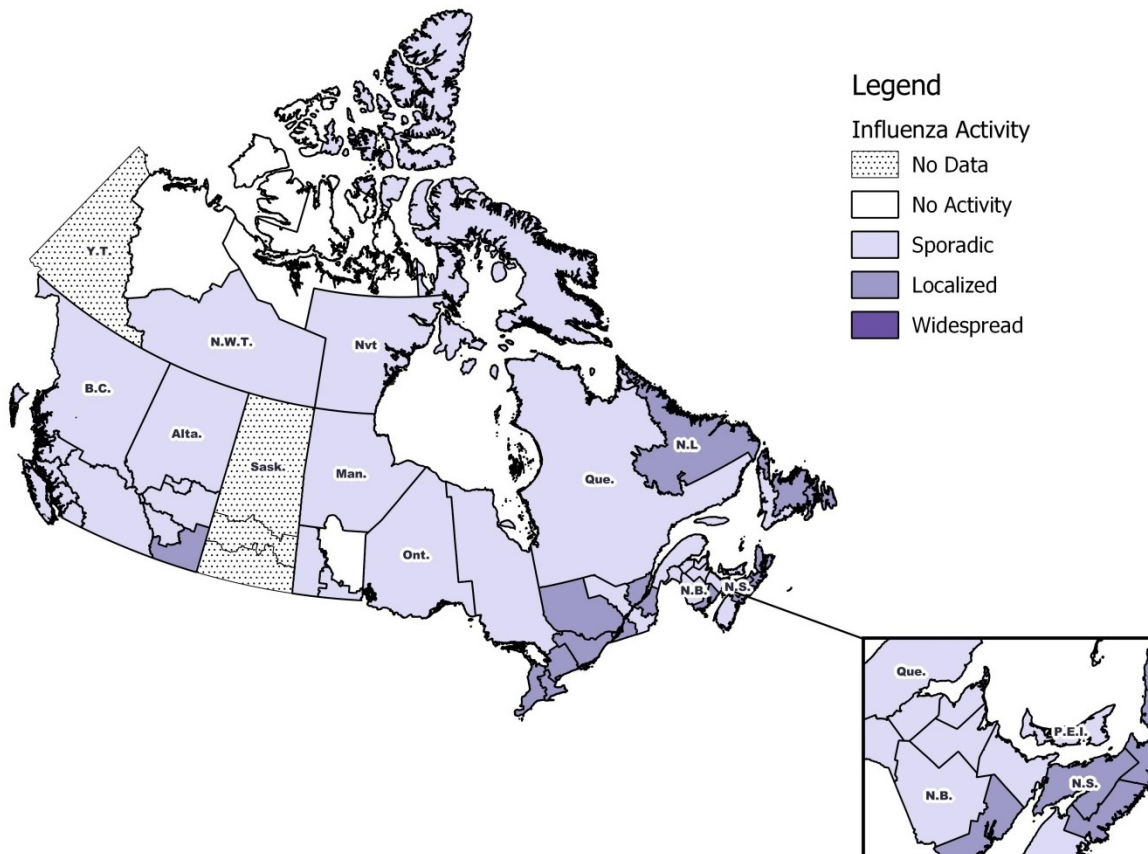 Legend
Influenza Activity
No Data
No Activity
Sporadic
Localized
Widespread
Y.T.
N.W.T.
Nvt
B.C.
Alta.
Sask.
Man.
Ont.
Que.
N.L
N.B.
N.S.
Que.
P.E.I.
N.B.
N.S.